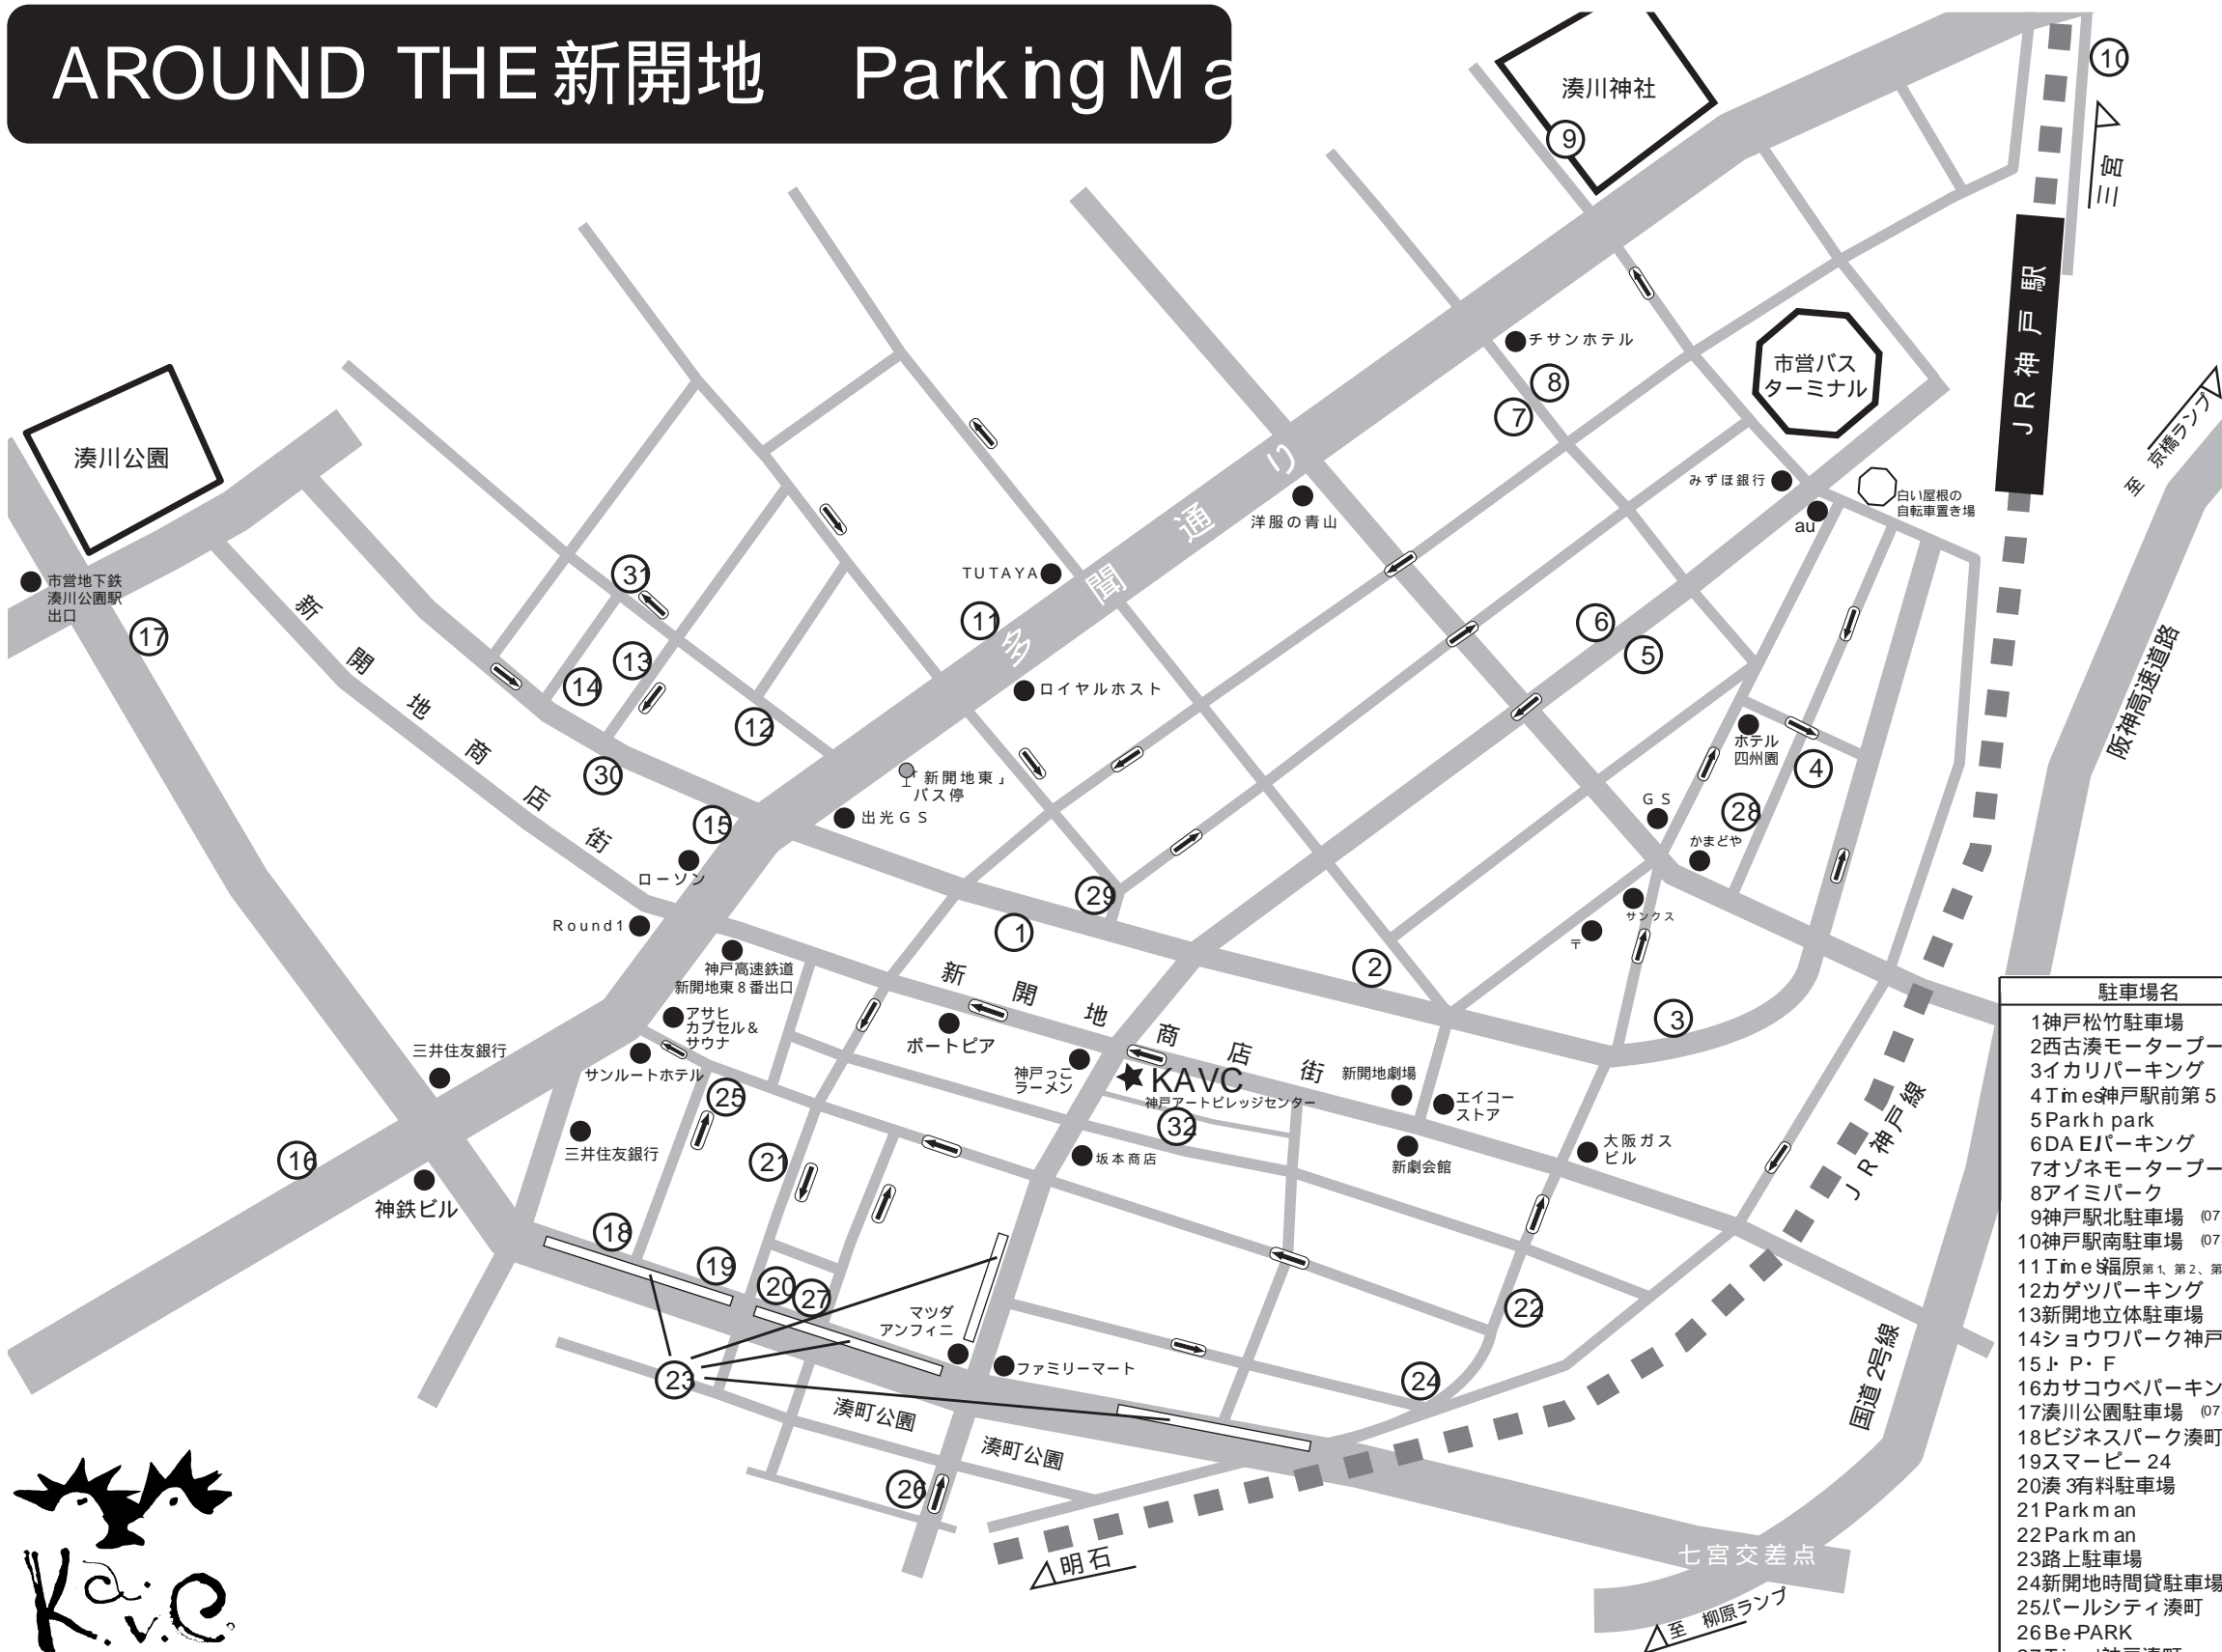 AROUND THE 新開地 Parking Ma
湊川神社
9
10
三宮
JR神戸駅
チサンホテル
8
7
市営バス
ターミナル
みずほ銀行
au
白い屋根の
自転車置き場
至 京橋ランプ
阪神高速道路
湊川公園
市営地下鉄
湊川公園駅
出口
17
新開地商店街
31
13
14
12
30
15
ローソン
Round1
TUTAYA
11
多聞通り
洋服の青山
ロイヤルホスト
「新開地東」
バス停
出光GS
6
5
ホテル
四州園
4
28
GS
かまどや
サンクス
〒
29
1
2
3
神戸高速鉄道
新開地東8番出口
アサヒ
カプセル&
サウナ
サンルートホテル
三井住友銀行
三井住友銀行
16
神鉄ビル
新開地商店街
ボートピア
神戸っこ
ラーメン
KAVC
神戸アートビレッジセンター
32
坂本商店
新開地劇場
エイコー
ストア
新劇会館
大阪ガス
ビル
25
21
18
19
20
27
23
マツダ
アンフィニ
ファミリーマート
22
24
湊町公園
湊町公園
26
JR神戸線
国道2号線
明石
七宮交差点
至 柳原ランプ
K.a.v.C.
駐車場名
1神戸松竹駐車場
2西古湊モータープー
3イカリパーキング
4Times神戸駅前第5
5Parkh park
6DAEパーキング
7オゾネモータープー
8アイミパーク
9神戸駅北駐車場 (07
10神戸駅南駐車場 (07
11Times福原第1、第2、第
12カゲツパーキング
13新開地立体駐車場
14ショウワパーク神戸
15J・P・F
16カサコウベパーキン
17湊川公園駐車場 (07
18ビジネスパーク湊町
19スマーピー24
20湊3有料駐車場
21Parkman
22Parkman
23路上駐車場
24新開地時間貸駐車場
25パールシティ湊町
26Be-PARK